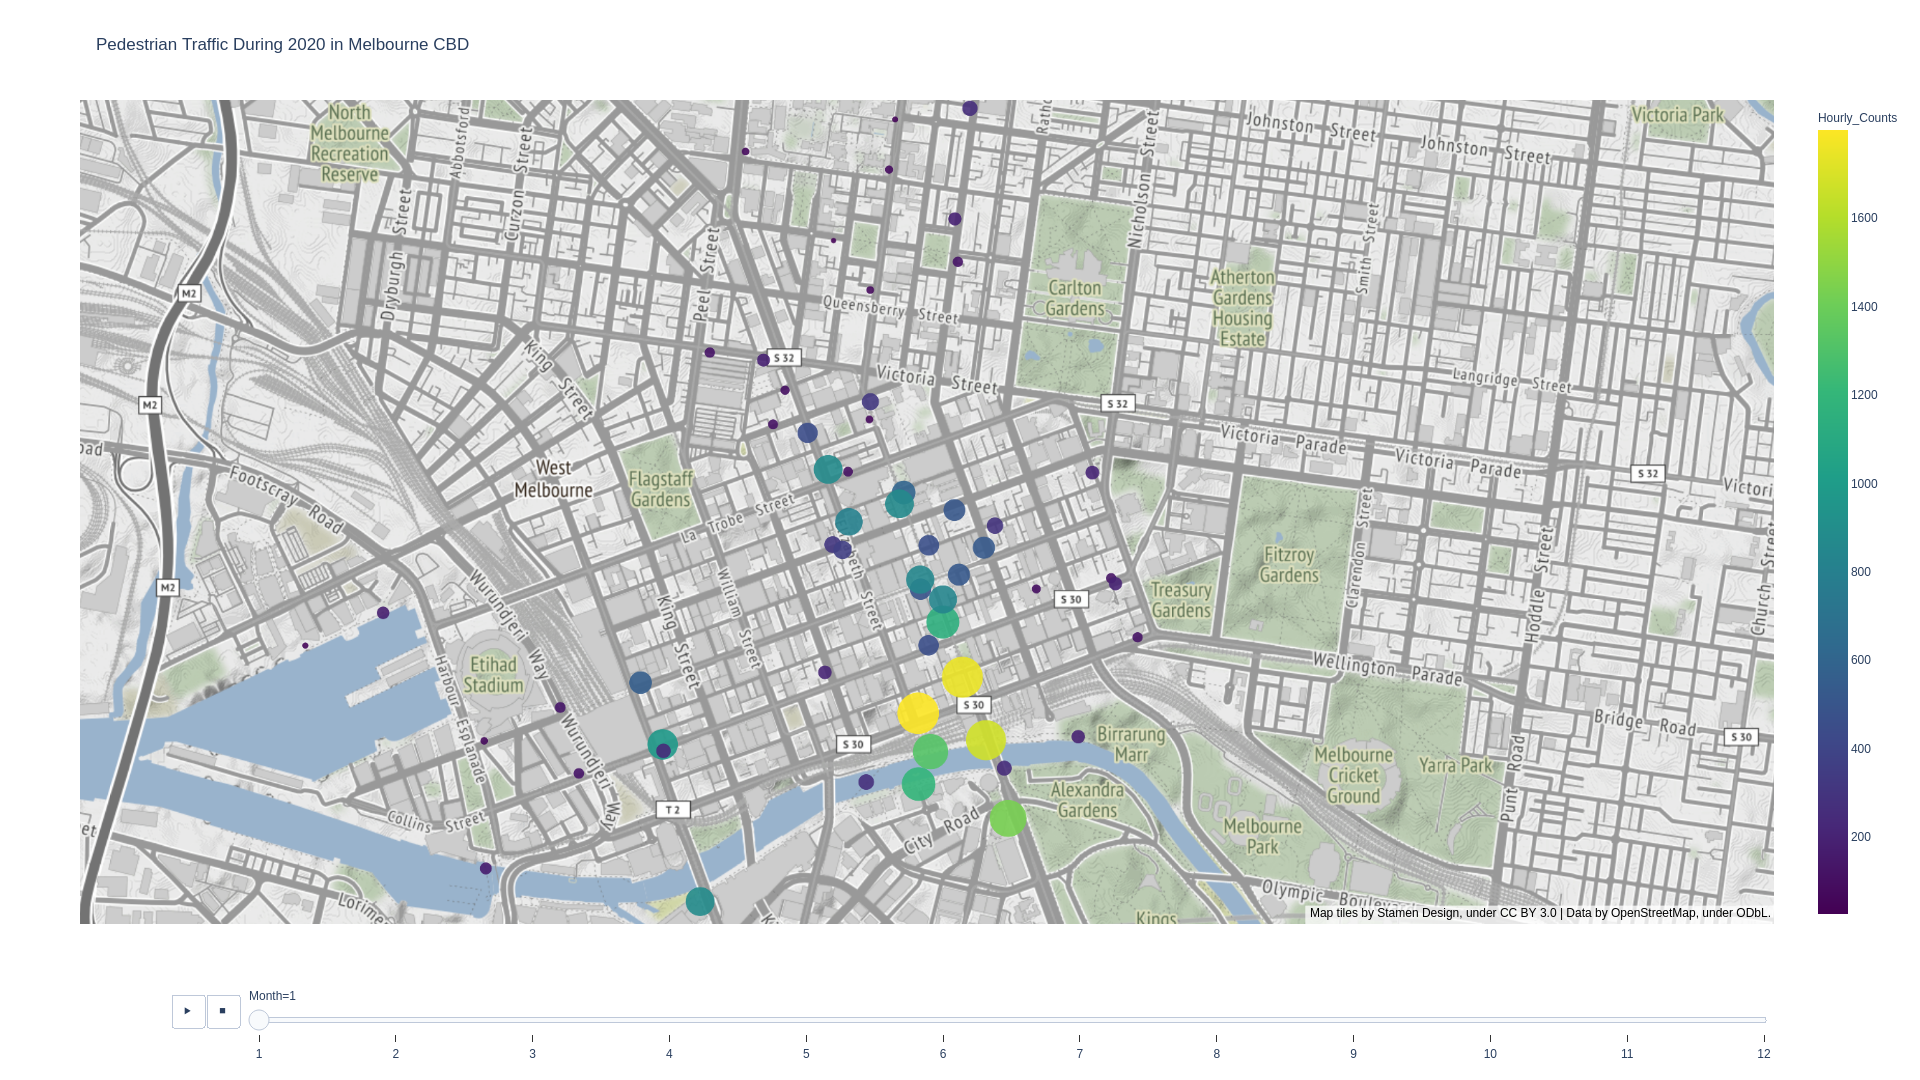 Pedestrian Traffic During 2020 in Melbourne CBD
Hourly_Counts
1600
1400
1200
1000
800
600
400
200
North
Melbourne
Recreation
Reserve
Abbotsford
Curzon Street
Dryburgh Street
Peel Street
Nicholson Street
Johnston Street
Johnston Street
Victoria Park
Smith Street
Carlton
Gardens
Atherton
Gardens
Housing
Estate
Queensberry Street
M2
King Street
S 32
Victoria Street
Langridge Street
M2
S 32
Victoria Parade
Victoria Parade
S 32
West
Melbourne
Flagstaff
Gardens
Footscray Road
La Trobe Street
Fitzroy
Gardens
Clarendon Street
Hoddle Street
Church Street
M2
Wurundjeri Way
King Street
William Street
Street
S 30
Treasury
Gardens
Etihad
Stadium
Harbour Esplanade
Wurundjeri Way
Wellington Parade
S 30
Bridge Road
S 30
S 30
Birrarung
Marr
Melbourne
Cricket
Ground
Yarra Park
Punt Road
Alexandra
Gardens
T 2
Collins Street
City Road
Melbourne
Park
Olympic
Kings
Map tiles by Stamen Design, under CC BY 3.0 | Data by OpenStreetMap, under ODbL.
Month=1
1 2 3 4 5 6 7 8 9 10 11 12